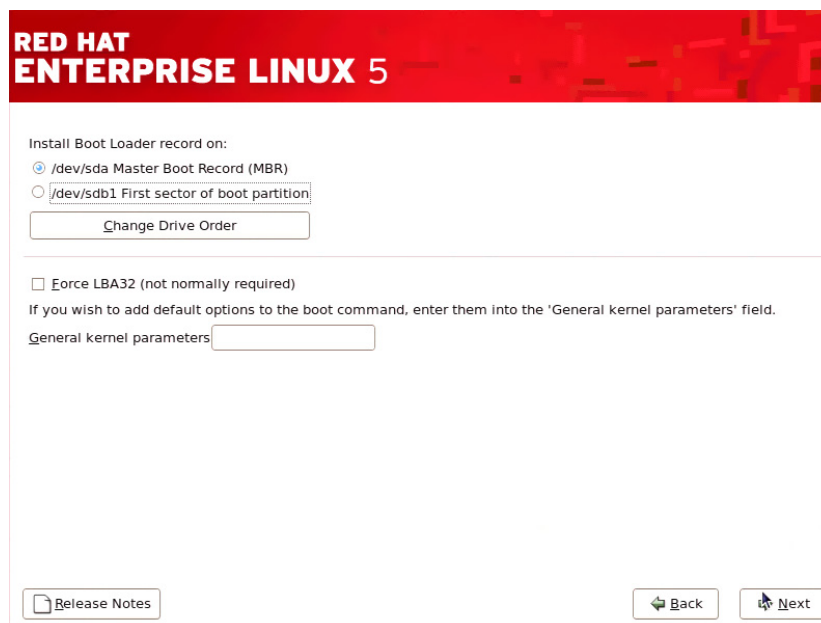 RED HAT
ENTERPRISE LINUX 5
Install Boot Loader record on:
/dev/sda Master Boot Record (MBR)
/dev/sdb1 First sector of boot partition
Change Drive Order
Force LBA32 (not normally required)
If you wish to add default options to the boot command, enter them into the 'General kernel parameters' field.
General kernel parameters
Release Notes
Back
Next